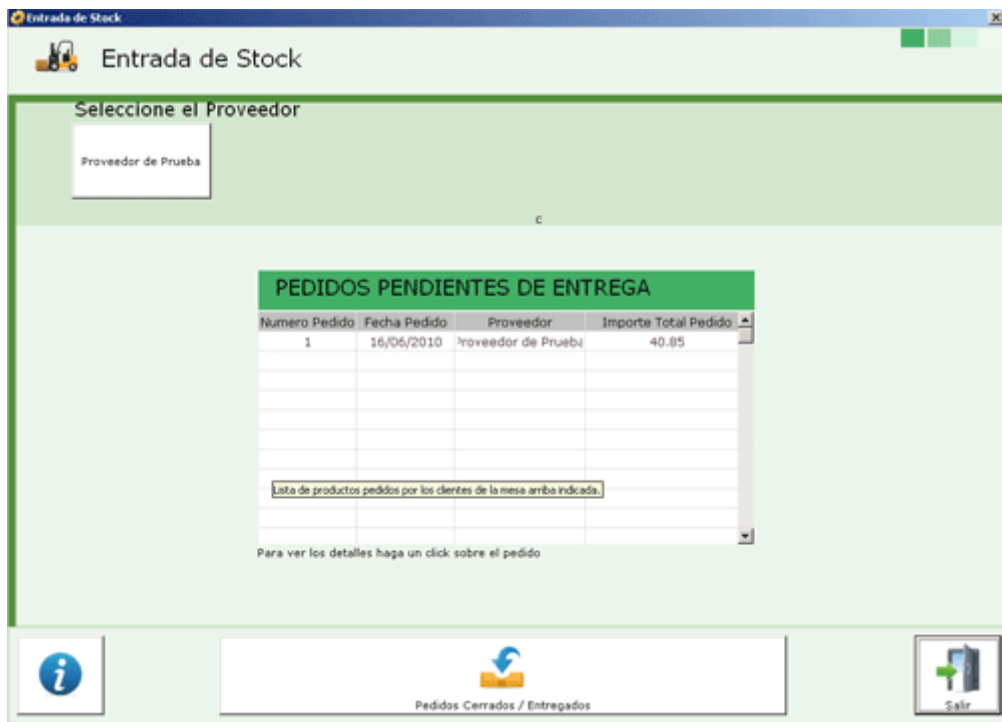 Entrada de Stock
Entrada de Stock
Seleccione el Proveedor
Proveedor de Prueba
c
PEDIDOS PENDIENTES DE ENTREGA
Numero Pedido Fecha Pedido Proveedor Importe Total Pedido
1 16/06/2010 Proveedor de Prueba 40.85
Lista de productos pedidos por los clientes de la mesa arriba indicada.
Para ver los detalles haga un click sobre el pedido
i
Pedidos Cerrados / Entregados
Salir